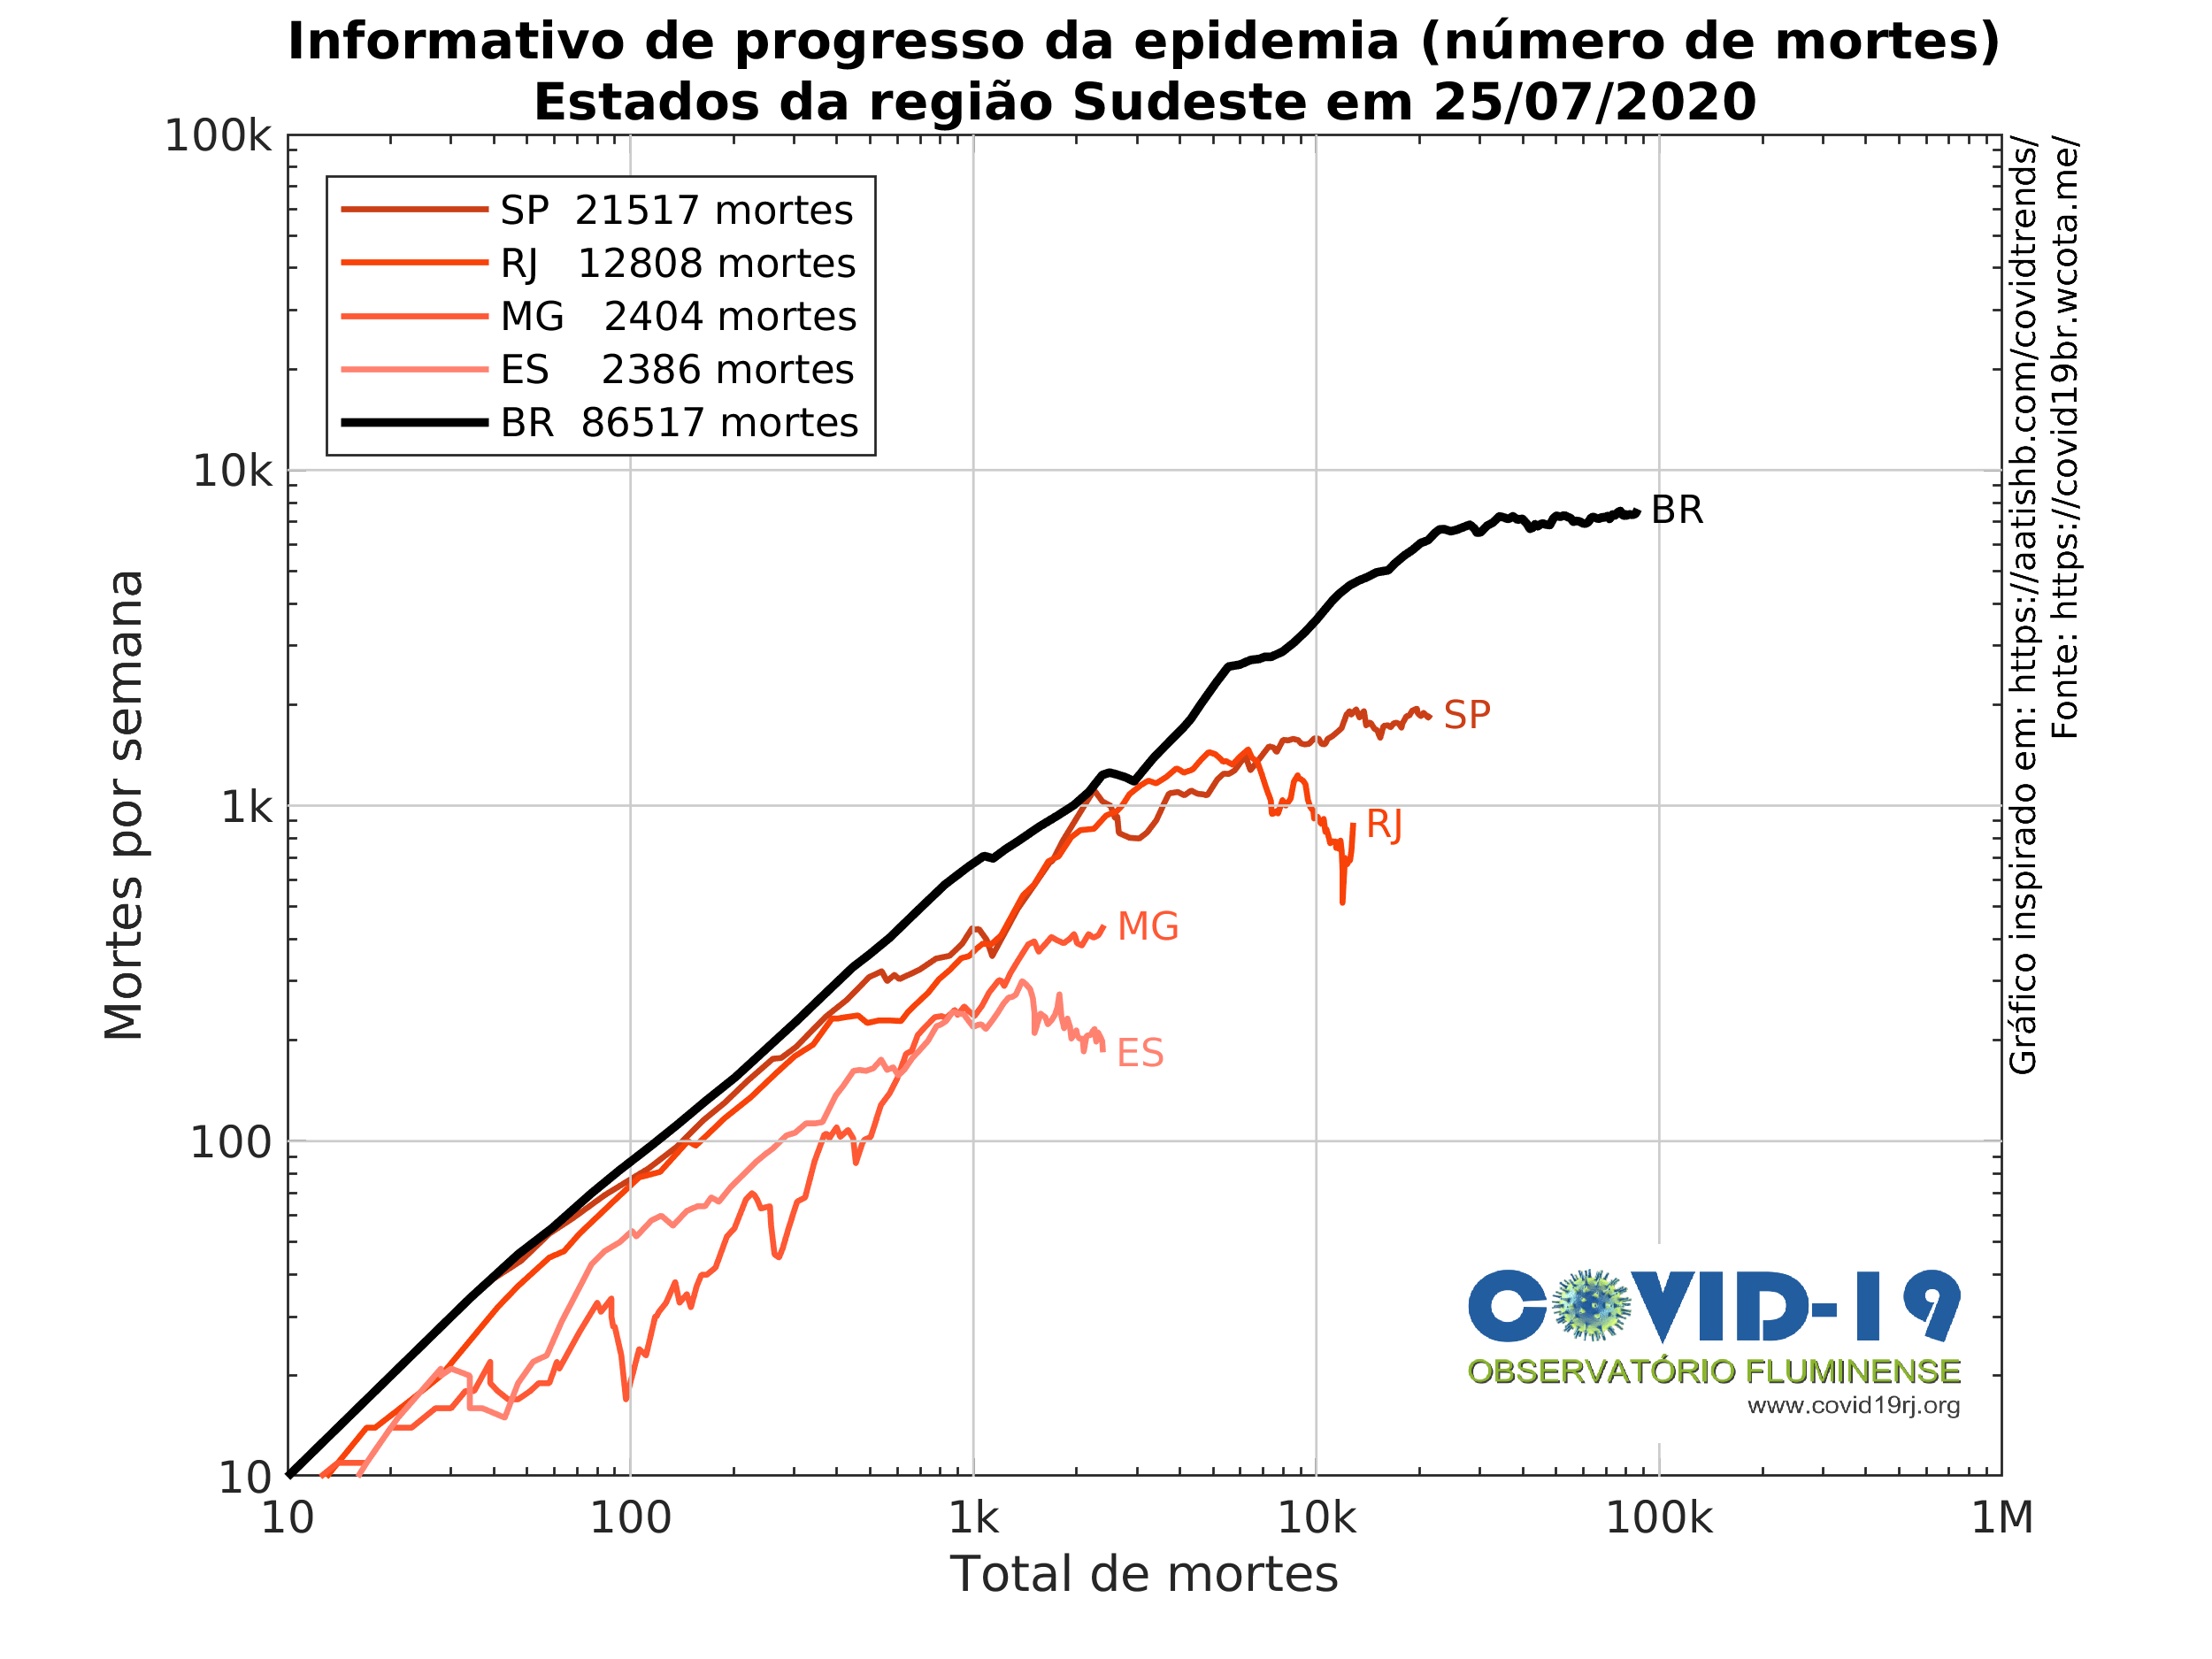 Informativo de progresso da epidemia (número de mortes)
Estados da região Sudeste em 25/07/2020
100k
10k
1k
100
10
Mortes por semana
SP 21517 mortes
RJ 12808 mortes
MG 2404 mortes
ES 2386 mortes
BR 86517 mortes
BR
SP
RJ
MG
ES
Gráfico inspirado em: https://aatishb.com/covidtrends/
Fonte: https://covid19br.wcota.me/
COVID-19
OBSERVATÓRIO FLUMINENSE
www.covid19rj.org
10 100 1k 10k 100k 1M
Total de mortes